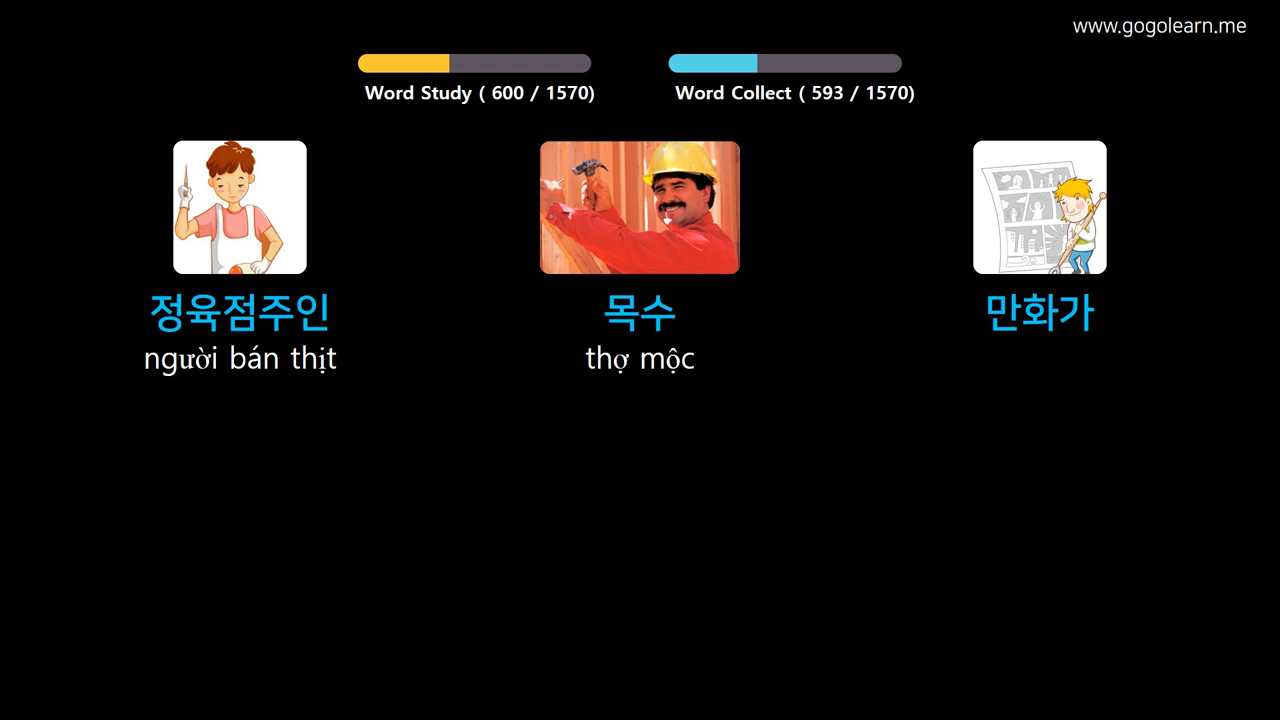 www.gogolearn.me
Word Study ( 600 / 1570)
Word Collect ( 593 / 1570)
정육점주인
목수
만화가
người bán thịt
thợ mộc